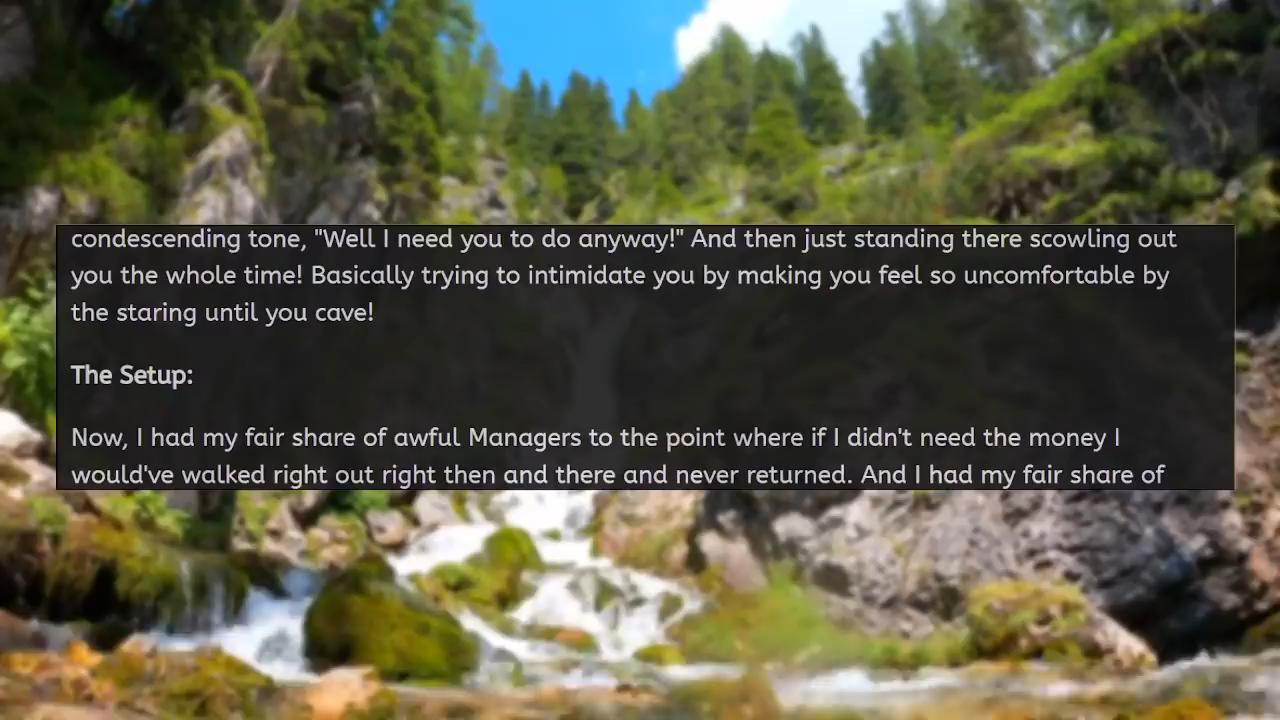 condescending tone, "Well I need you to do anyway!" And then just standing there scowling out
you the whole time! Basically trying to intimidate you by making you feel so uncomfortable by
the staring until you cave!
The Setup:
Now, I had my fair share of awful Managers to the point where if I didn't need the money I
would've walked right out right then and there and never returned. And I had my fair share of